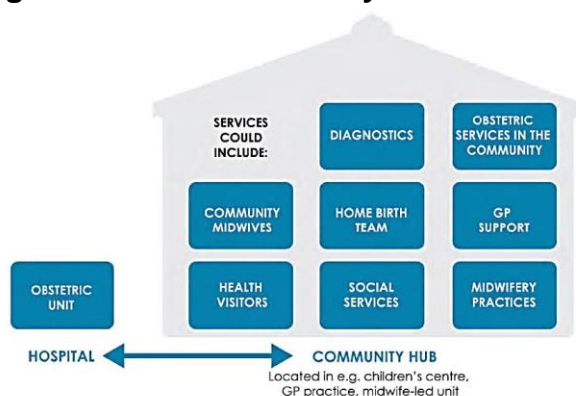 SERVICES
COULD
INCLUDE:
DIAGNOSTICS
OBSTETRIC
SERVICES IN THE
COMMUNITY
COMMUNITY
MIDWIVES
HOME BIRTH
TEAM
GP
SUPPORT
OBSTETRIC
UNIT
HEALTH
VISITORS
SOCIAL
SERVICES
MIDWIFERY
PRACTICES
HOSPITAL
COMMUNITY HUB
Located in e.g. children's centre,
GP practice, midwife-led unit